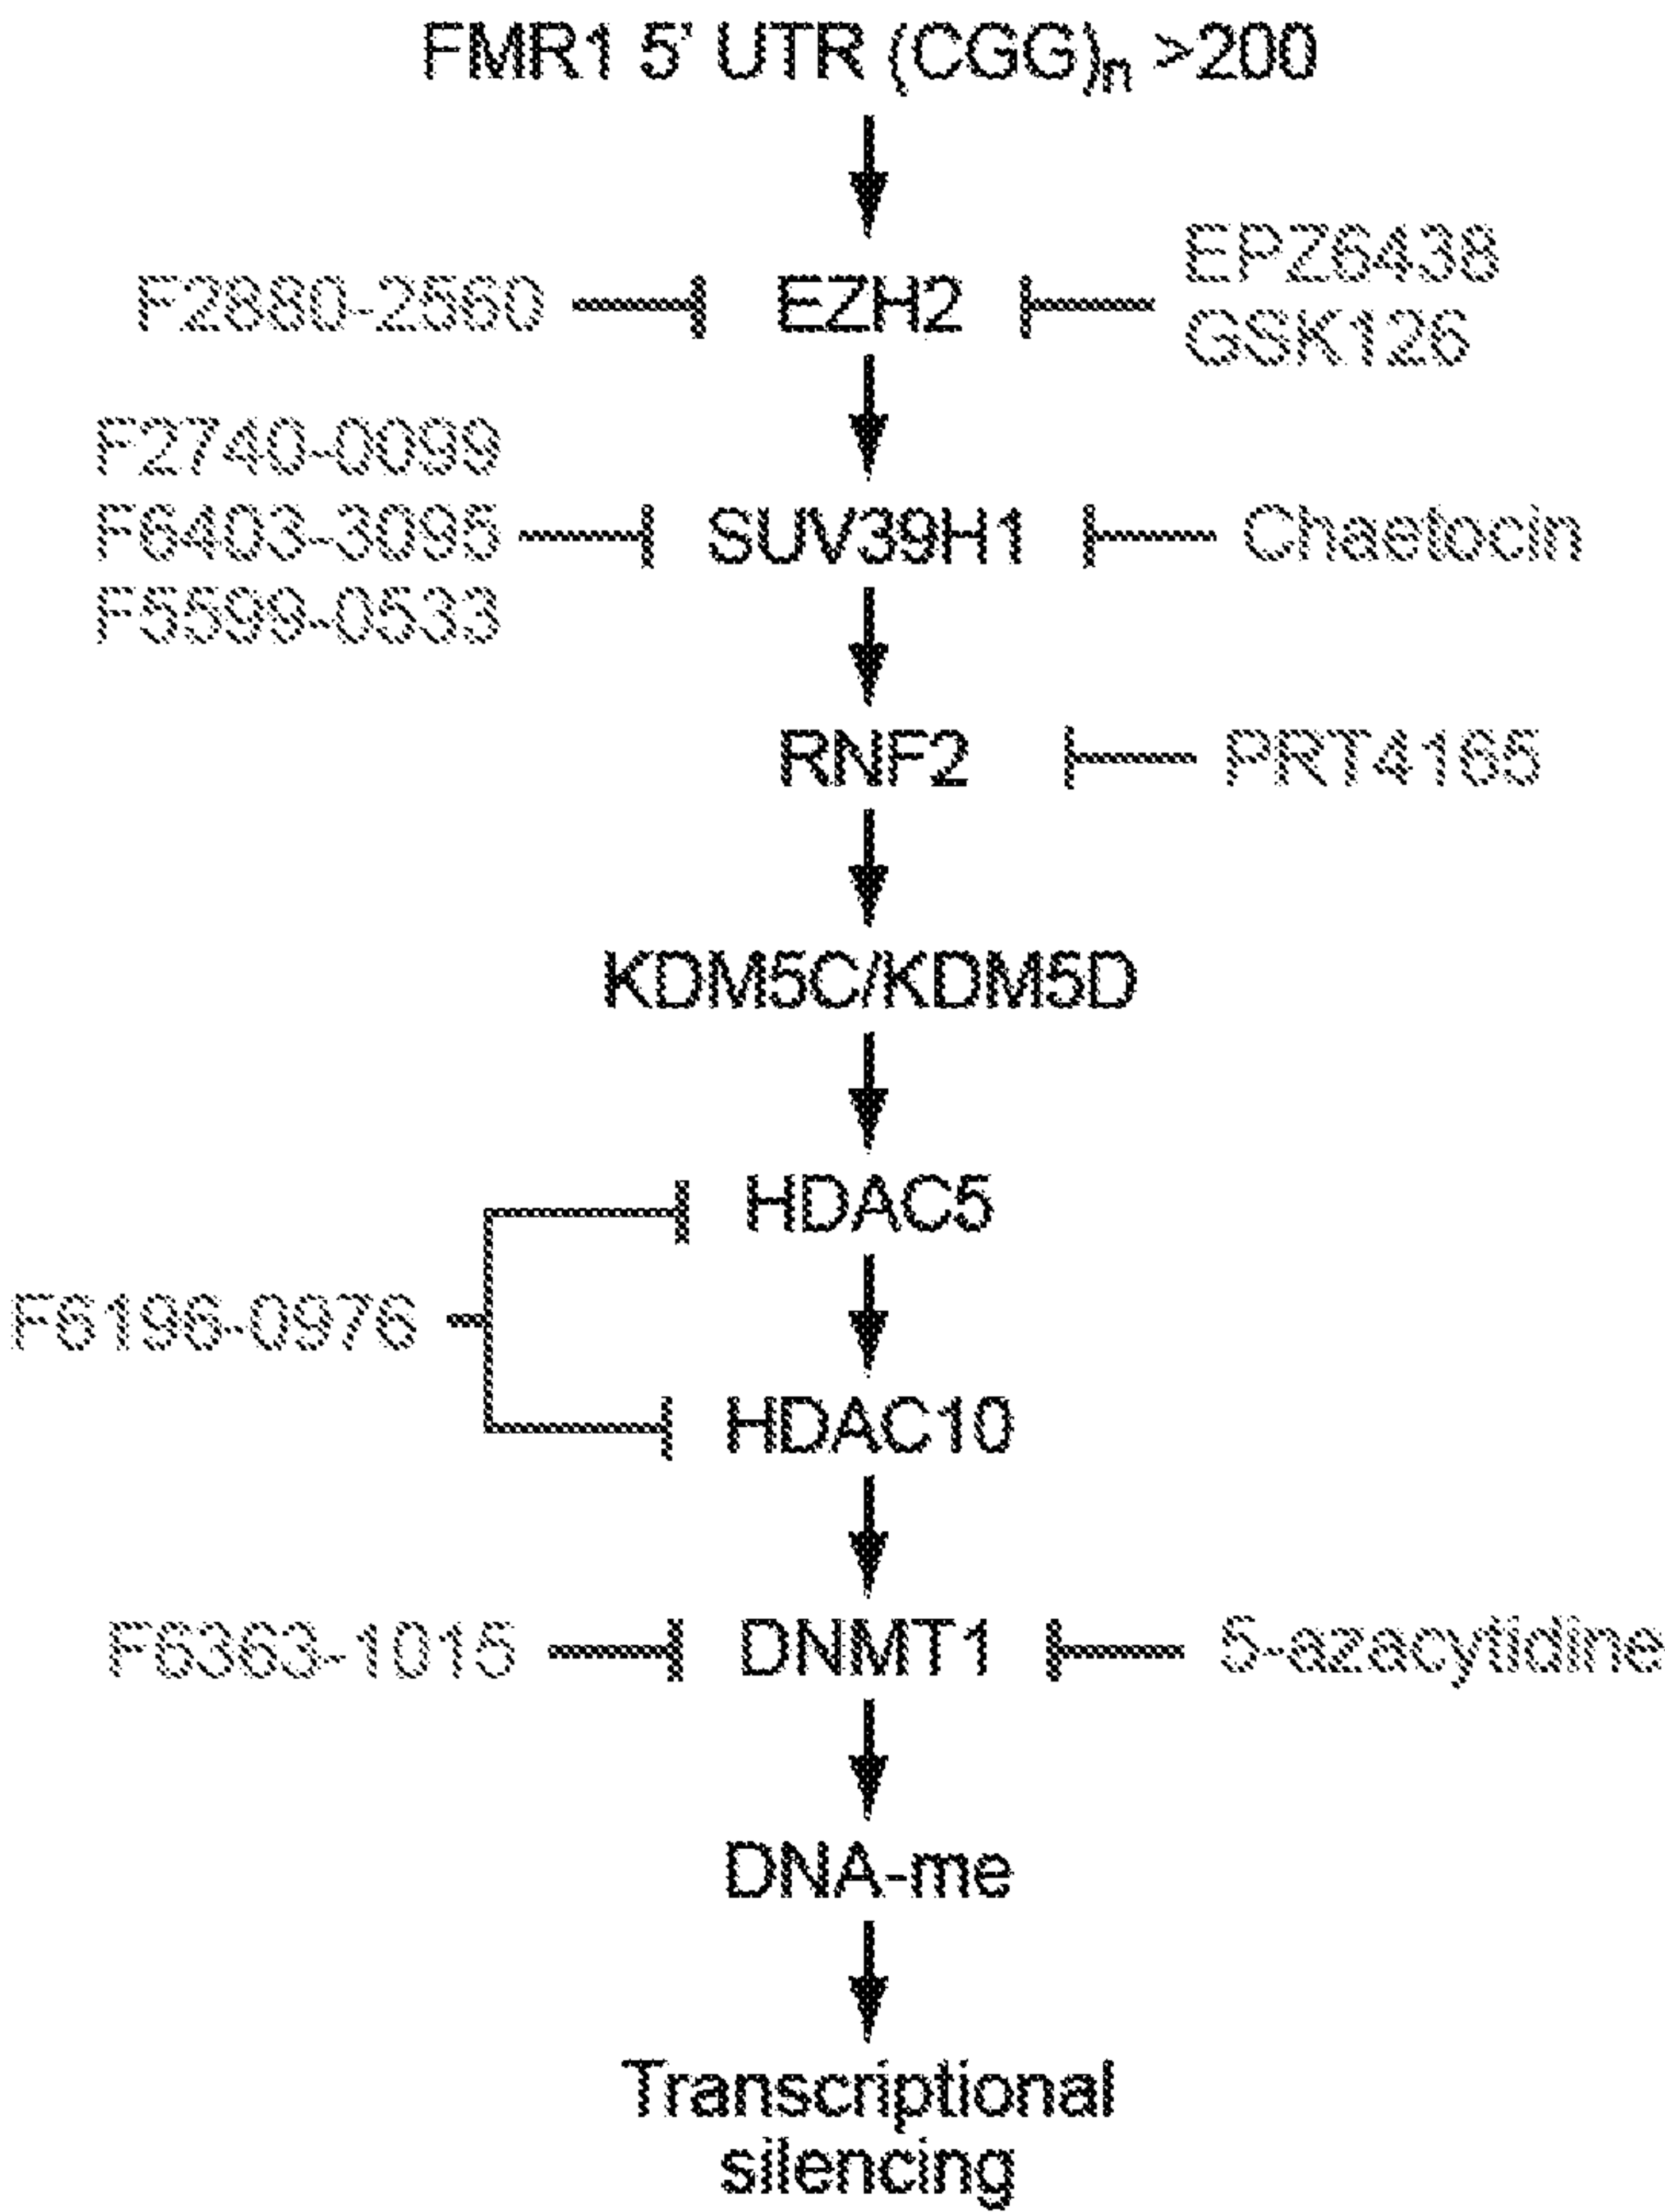 FMR1 5' UTR (CGG)n >200
EPZ6438
F2880-2560 EZH2
GSK126
F2740-0099
F6403-3095 SUV39H1 Chaetocin
F5599-0533
RNF2 PRT4165
KDM5C/KDM5D
HDAC5
F6196-0976
HDAC10
F6363-1015 DNMT1 5-azacytidine
DNA-me
Transcriptional
silencing